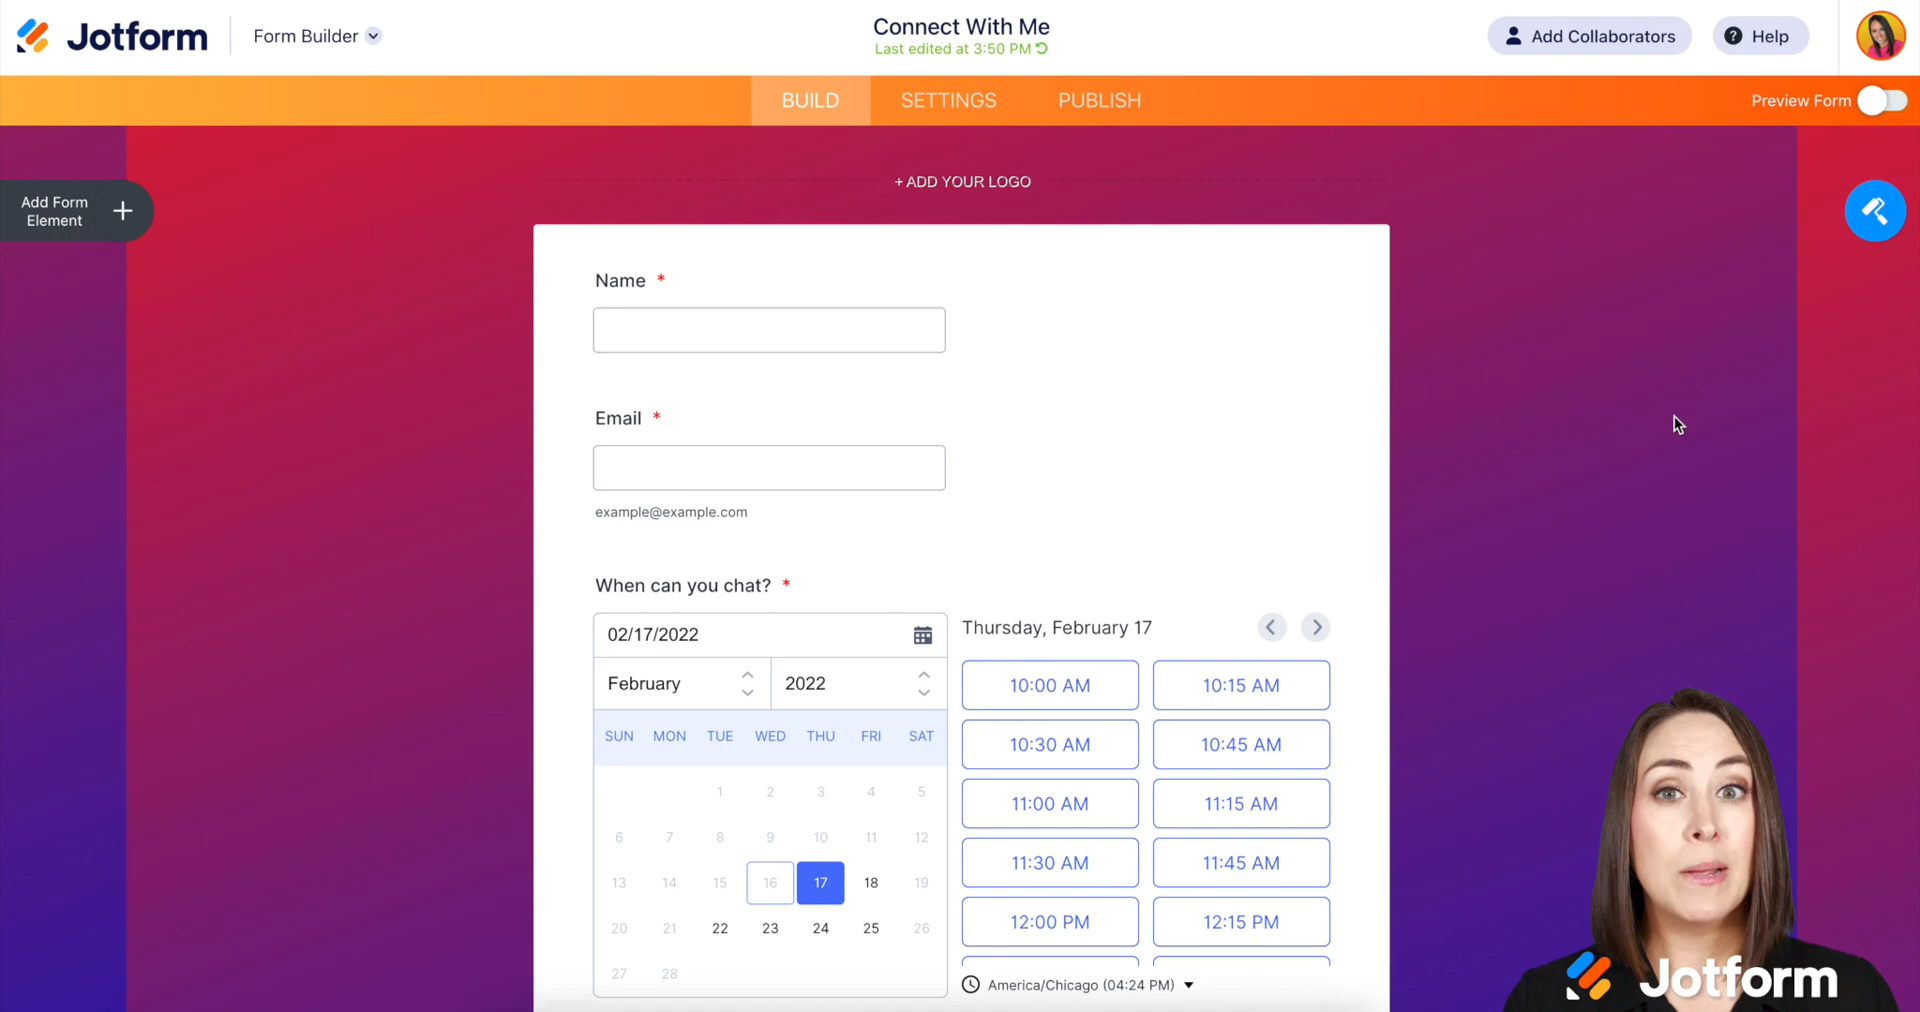 Jotform
Form Builder
Connect With Me
Last edited at 3:50 PM
Add Collaborators
? Help
BUILD
SETTINGS
PUBLISH
Preview Form
Add Form
Element
+ ADD YOUR LOGO
Name *
Email *
example@example.com
When can you chat? *
02/17/2022
Thursday, February 17
February
2022
SUN MON TUE WED THU FRI SAT
1 2 3 4 5
6 7 8 9 10 11 12
13 14 15 16 17 18 19
20 21 22 23 24 25 26
27 28
10:00 AM 10:15 AM
10:30 AM 10:45 AM
11:00 AM 11:15 AM
11:30 AM 11:45 AM
12:00 PM 12:15 PM
America/Chicago (04:24 PM)
Jotform